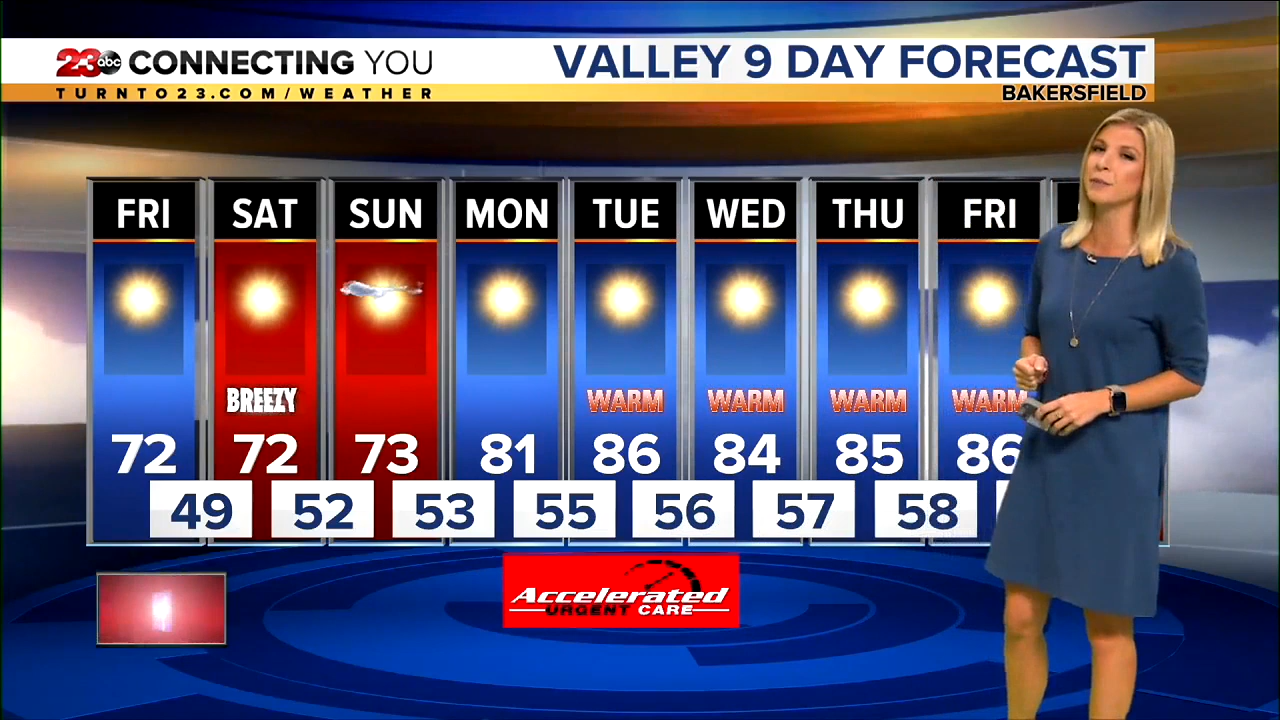 23abc CONNECTING YOU
TURNTO23.COM/WEATHER
VALLEY 9 DAY FORECAST
BAKERSFIELD
FRI SAT SUN MON TUE WED THU FRI
BREEZY WARM WARM WARM WARM
72 72 73 81 86 84 85 86
49 52 53 55 56 57 58
Accelerated
URGENT CARE